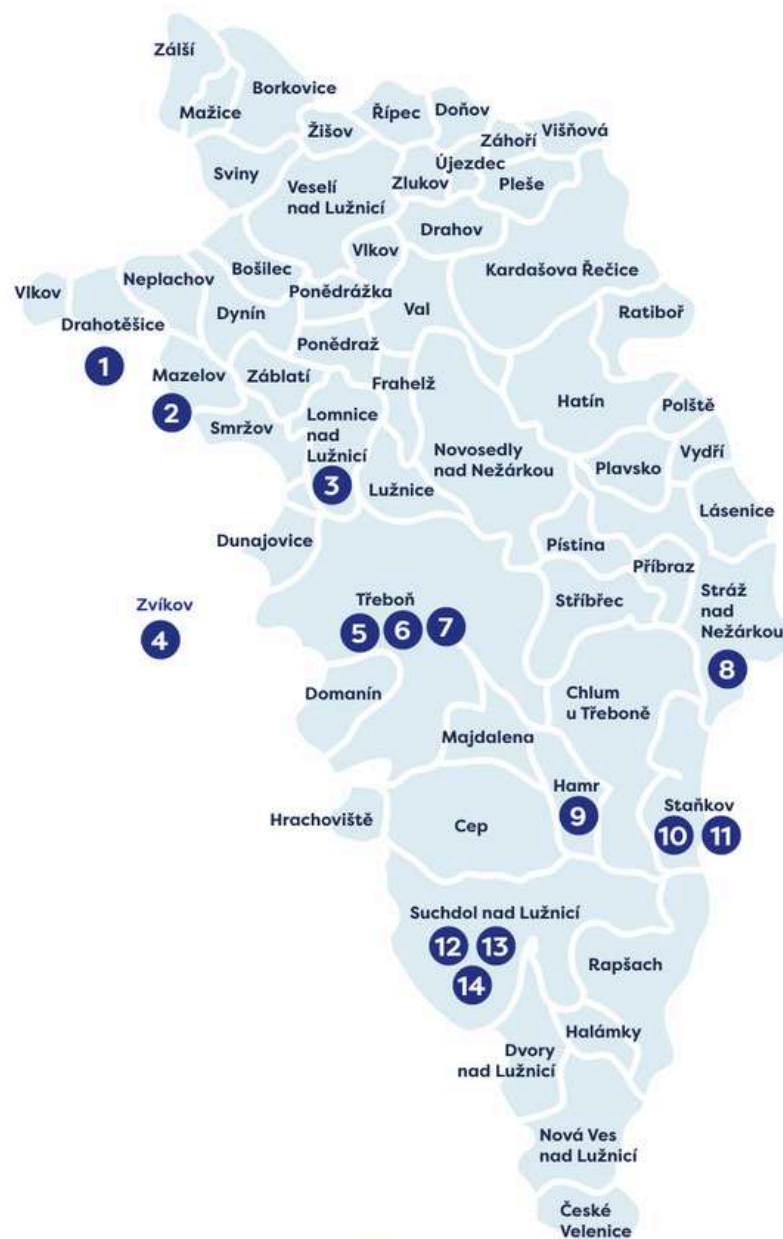 Zálší
Borkovice
Mažice
Žišov
Řípec
Doňov
Záhoří
Višňová
Újezdec
Sviny
Veselí
nad Lužnicí
Zlukov
Pleše
Drahov
Vlkov
Bošilec
Kardašova Řečice
Neplachov
Vlkov
Ponědrážka
Drahotěšice
Dynín
Val
Ratiboř
1
Ponědraž
Mazelov
2
Záblatí
Frahelž
Hatín
Polště
Smržov
Lomnice
nad
Lužnicí
3
Novosedly
nad Nežárkou
Vydří
Plavsko
Lužnice
Lásenice
Dunajovice
Pístina
Příbraz
Zvíkov
4
Třeboň
5
6
7
Stříbřec
Stráž
nad
Nežárkou
8
Domanín
Chlum
u Třeboně
Majdalena
Hamr
9
Staňkov
10
11
Hrachoviště
Cep
Suchdol nad Lužnicí
12
13
14
Rapšach
Halámky
Dvory
nad Lužnicí
Nová Ves
nad Lužnicí
České
Velenice